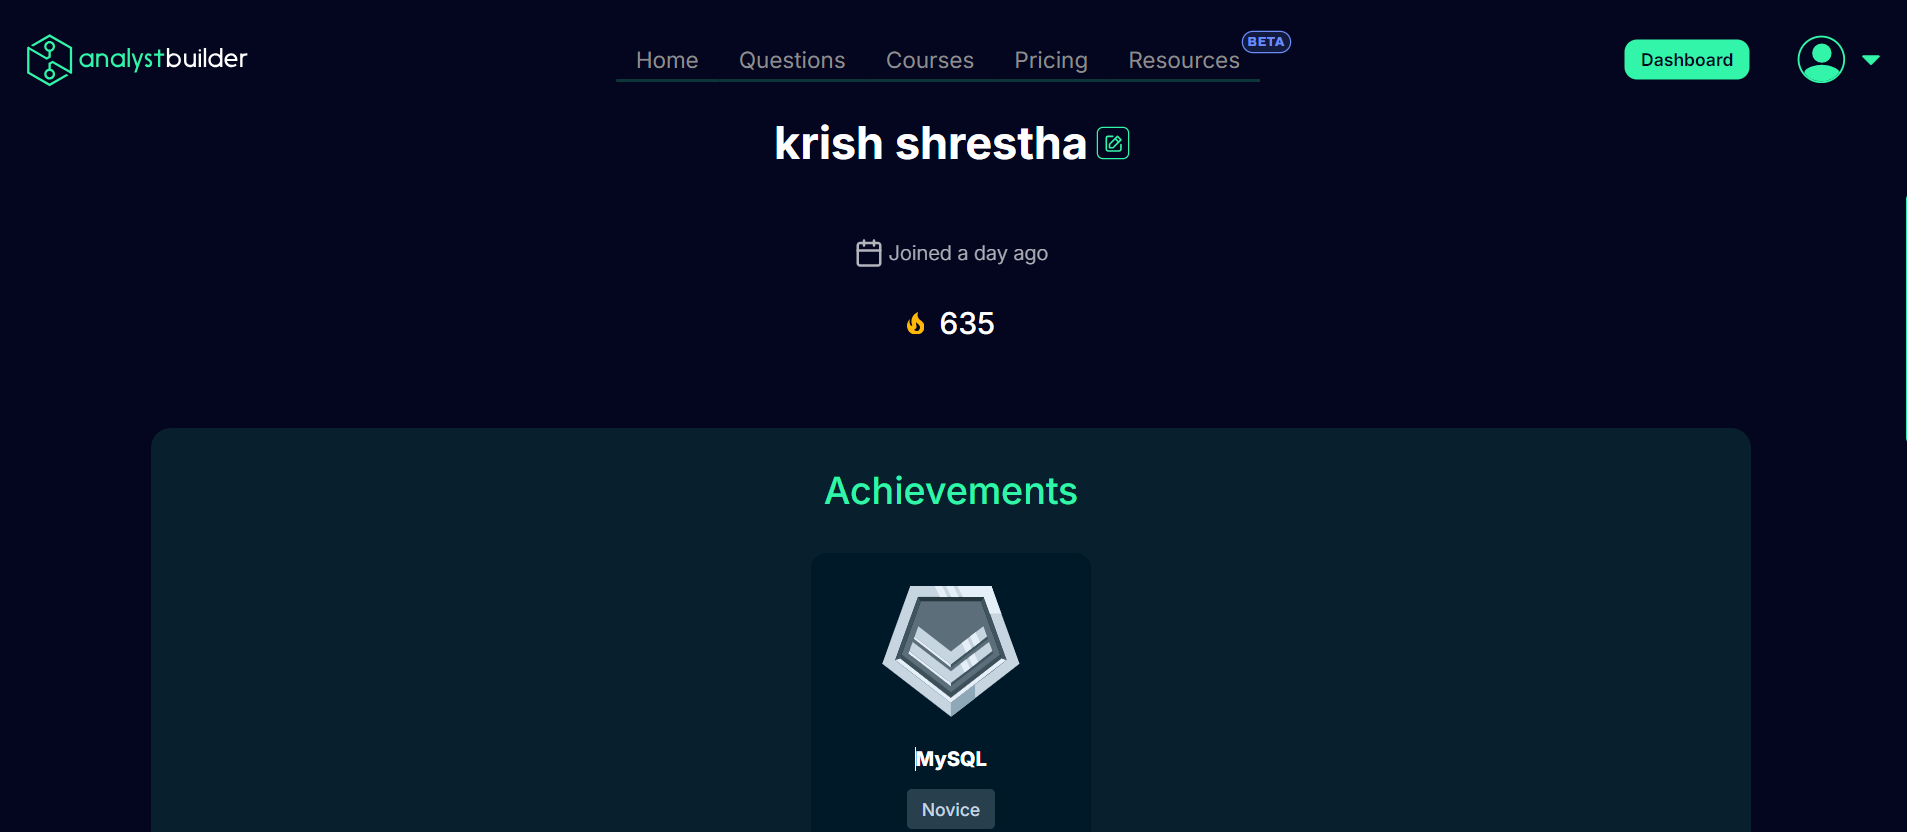 analystbuilder
Home Questions Courses Pricing Resources BETA
Dashboard
krish shrestha
Joined a day ago
635
Achievements
MySQL
Novice